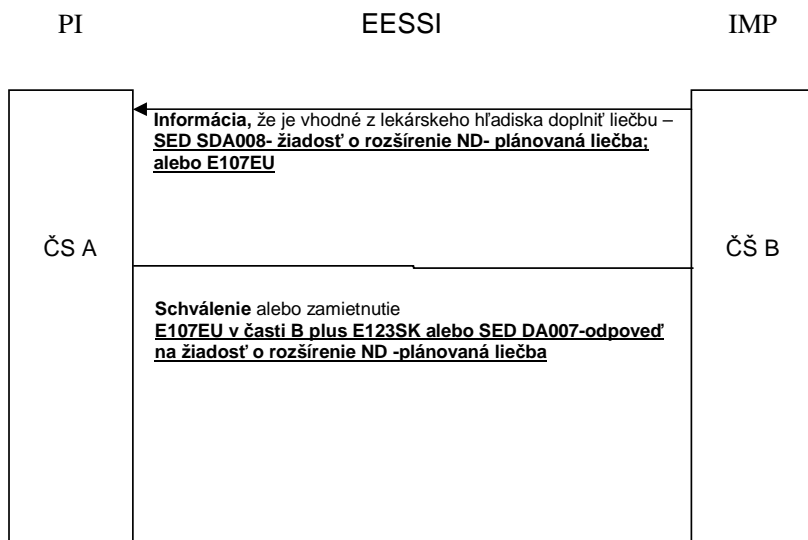 PI EESSI IMP
Informácia, že je vhodné z lekárskeho hľadiska doplniť liečbu –
SED SDA008- žiadosť o rozšírenie ND- plánovaná liečba;
alebo E107EU
ČS A ČŠ B
Schválenie alebo zamietnutie
E107EU v časti B plus E123SK alebo SED DA007-odpoveď
na žiadosť o rozšírenie ND -plánovaná liečba